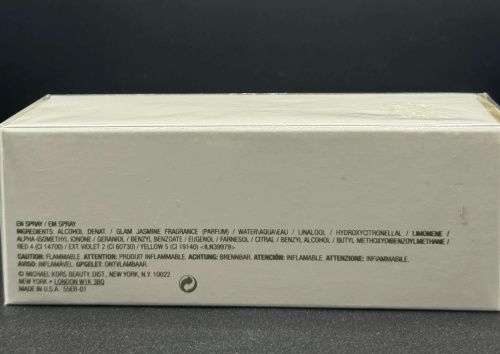 EN SPRAY / EM SPRAY
INGREDIENTS: ALCOHOL DENAT. / GLAM JASMINE FRAGRANCE (PARFUM) / WATER\AQUA\EAU / LINALOOL / HYDROXYCITRONELLAL / LIMONENE /
ALPHA-ISOMETHYL IONONE / GERANIOL / BENZYL BENZOATE / EUGENOL / FARNESOL / CITRAL / BENZYL ALCOHOL / BUTYL METHOXYDIBENZOYLMETHANE /
RED 4 (CI 14700) / EXT. VIOLET 2 (CI 60730) / YELLOW 5 (CI 19140) <ILN39979>
CAUTION: FLAMMABLE. ATTENTION: PRODUIT INFLAMMABLE. ACHTUNG: BRENNBAR. ATENCIÓN: INFLAMABLE. ATTENZIONE: INFIAMMABILE.
AVISO: INFLAMÁVEL. OPGELET: ONTVLAMBAAR.
© MICHAEL KORS BEAUTY, DIST., NEW YORK, N.Y. 10022
NEW YORK • LONDON W1K 3BQ
MADE IN U.S.A. 55ER-01